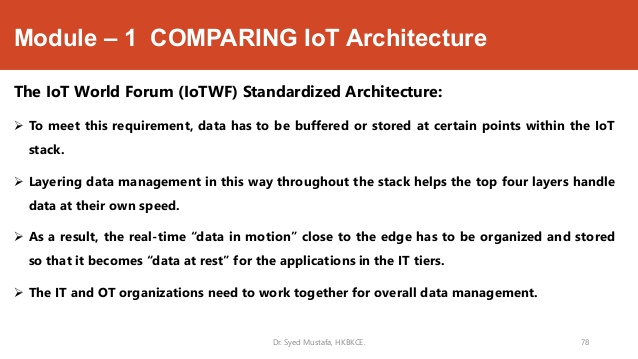 Module – 1  COMPARING IoT Architecture
The IoT World Forum (IoTWF) Standardized Architecture:
➢ To meet this requirement, data has to be buffered or stored at certain points within the IoT
stack.
➢ Layering data management in this way throughout the stack helps the top four layers handle
data at their own speed.
➢ As a result, the real-time “data in motion” close to the edge has to be organized and stored
so that it becomes “data at rest” for the applications in the IT tiers.
➢ The IT and OT organizations need to work together for overall data management.
Dr. Syed Mustafa, HKBKCE. 78